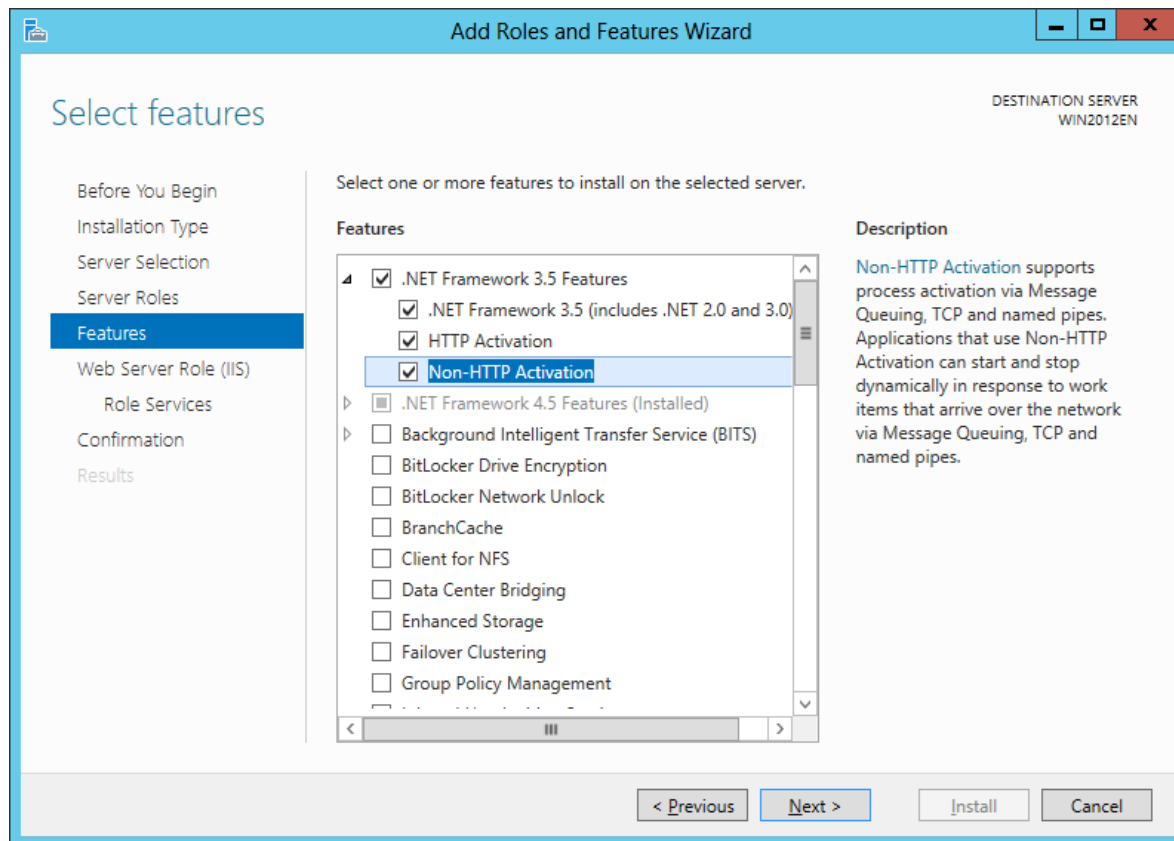 Add Roles and Features Wizard
Select features
DESTINATION SERVER
WIN2012EN
Before You Begin
Installation Type
Server Selection
Server Roles
Features
Web Server Role (IIS)
Role Services
Confirmation
Results
Select one or more features to install on the selected server.
Features
.NET Framework 3.5 Features
.NET Framework 3.5 (includes .NET 2.0 and 3.0)
HTTP Activation
Non-HTTP Activation
.NET Framework 4.5 Features (Installed)
Background Intelligent Transfer Service (BITS)
BitLocker Drive Encryption
BitLocker Network Unlock
BranchCache
Client for NFS
Data Center Bridging
Enhanced Storage
Failover Clustering
Group Policy Management
Description
Non-HTTP Activation supports
process activation via Message
Queuing, TCP and named pipes.
Applications that use Non-HTTP
Activation can start and stop
dynamically in response to work
items that arrive over the network
via Message Queuing, TCP and
named pipes.
< Previous
Next >
Install
Cancel